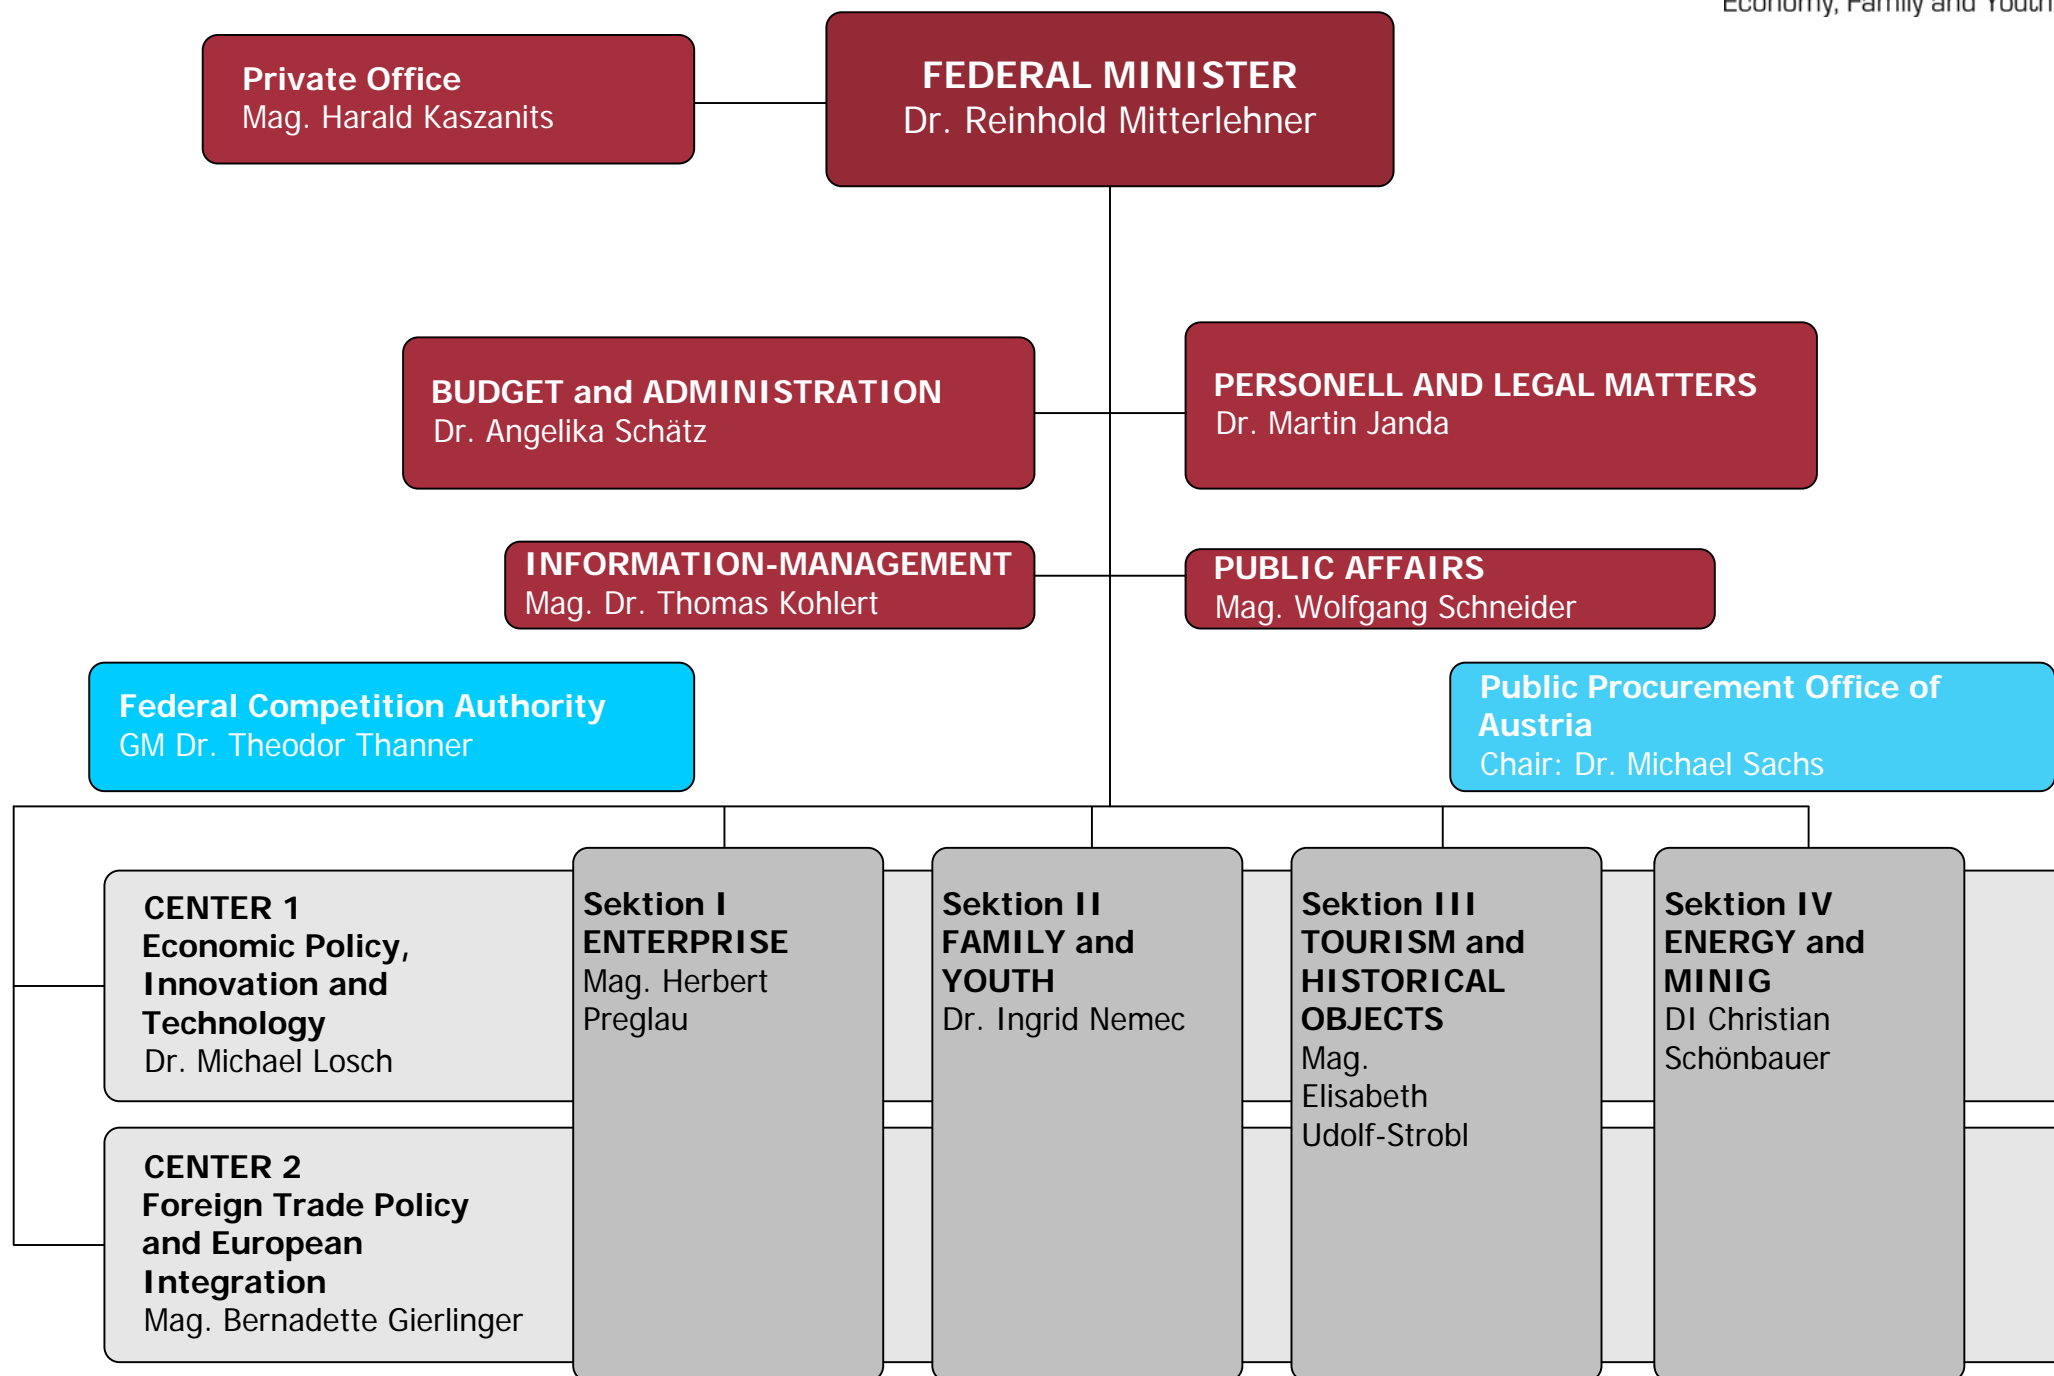 Economy, Family and Youth
Private Office
Mag. Harald Kaszanits
FEDERAL MINISTER
Dr. Reinhold Mitterlehner
BUDGET and ADMINISTRATION
Dr. Angelika Schätz
PERSONELL AND LEGAL MATTERS
Dr. Martin Janda
INFORMATION-MANAGEMENT
Mag. Dr. Thomas Kohlert
PUBLIC AFFAIRS
Mag. Wolfgang Schneider
Federal Competition Authority
GM Dr. Theodor Thanner
Public Procurement Office of
Austria
Chair: Dr. Michael Sachs
CENTER 1
Economic Policy,
Innovation and
Technology
Dr. Michael Losch
Sektion I
ENTERPRISE
Mag. Herbert
Preglau
Sektion II
FAMILY and
YOUTH
Dr. Ingrid Nemec
Sektion III
TOURISM and
HISTORICAL
OBJECTS
Mag.
Elisabeth
Udolf-Strobl
Sektion IV
ENERGY and
MINIG
DI Christian
Schönbauer
CENTER 2
Foreign Trade Policy
and European
Integration
Mag. Bernadette Gierlinger